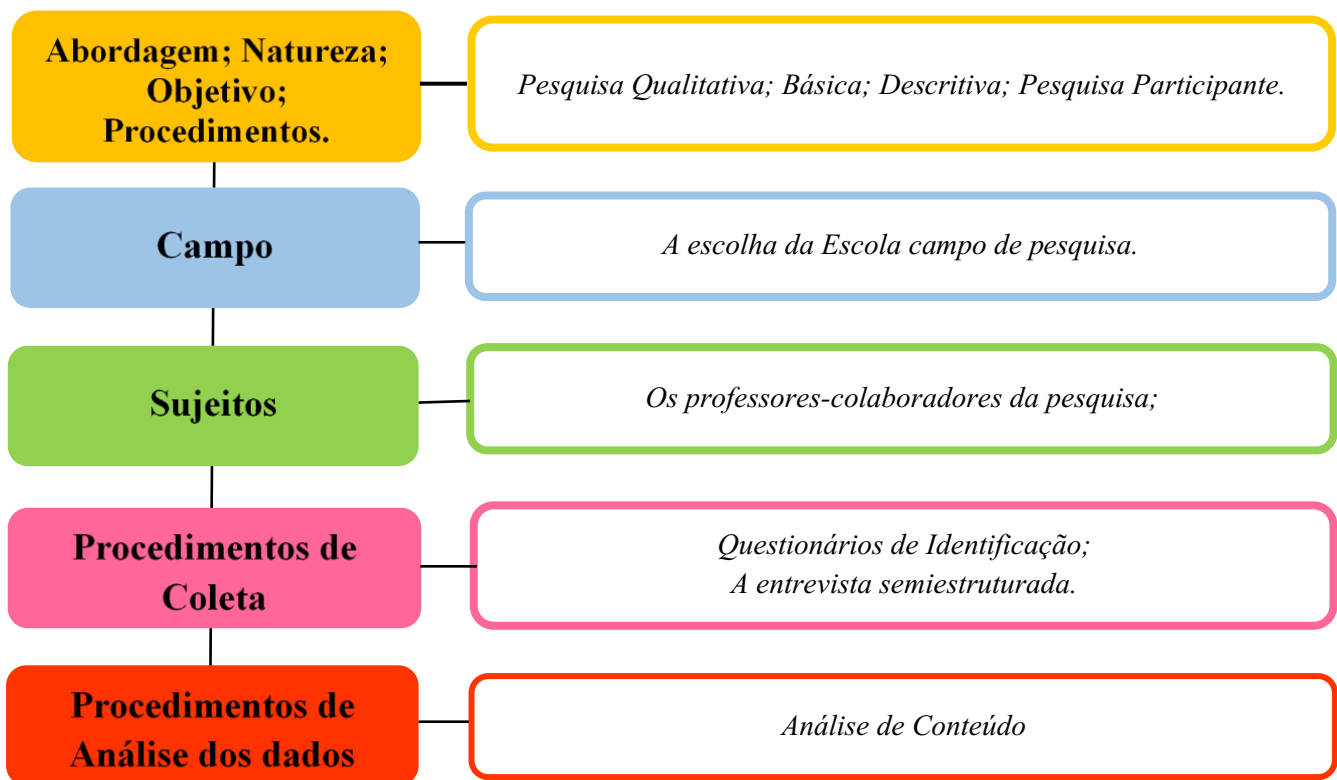 Abordagem; Natureza;
Objetivo;
Procedimentos.
Pesquisa Qualitativa; Básica; Descritiva; Pesquisa Participante.
Campo
A escolha da Escola campo de pesquisa.
Sujeitos
Os professores-colaboradores da pesquisa;
Procedimentos de
Coleta
Questionários de Identificação;
A entrevista semiestruturada.
Procedimentos de
Análise dos dados
Análise de Conteúdo